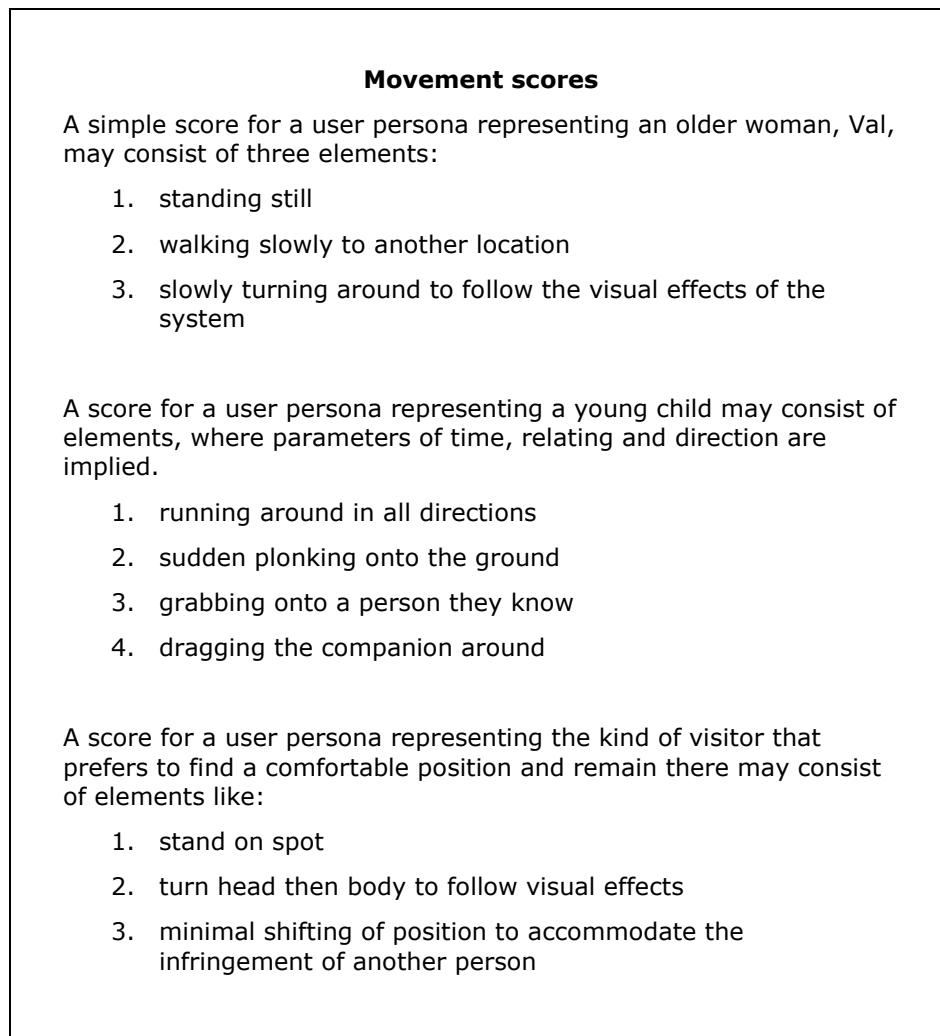 Movement scores
A simple score for a user persona representing an older woman, Val,
may consist of three elements:
1. standing still
2. walking slowly to another location
3. slowly turning around to follow the visual effects of the
system
A score for a user persona representing a young child may consist of
elements, where parameters of time, relating and direction are
implied.
1. running around in all directions
2. sudden plonking onto the ground
3. grabbing onto a person they know
4. dragging the companion around
A score for a user persona representing the kind of visitor that
prefers to find a comfortable position and remain there may consist
of elements like:
1. stand on spot
2. turn head then body to follow visual effects
3. minimal shifting of position to accommodate the
infringement of another person